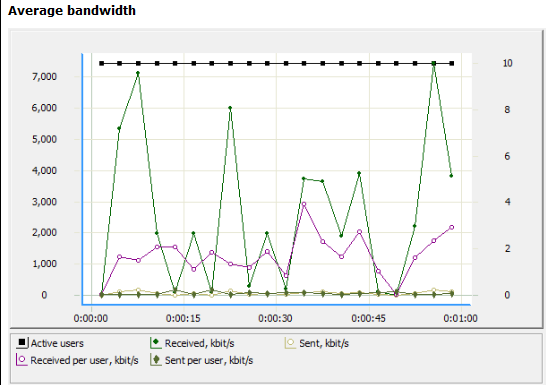 Average bandwidth
7,000 10
6,000 8
5,000
4,000 6
3,000 4
2,000
1,000 2
0 0
0:00:00 0:00:15 0:00:30 0:00:45 0:01:00
Active users Received, kbit/s Sent, kbit/s
Received per user, kbit/s Sent per user, kbit/s